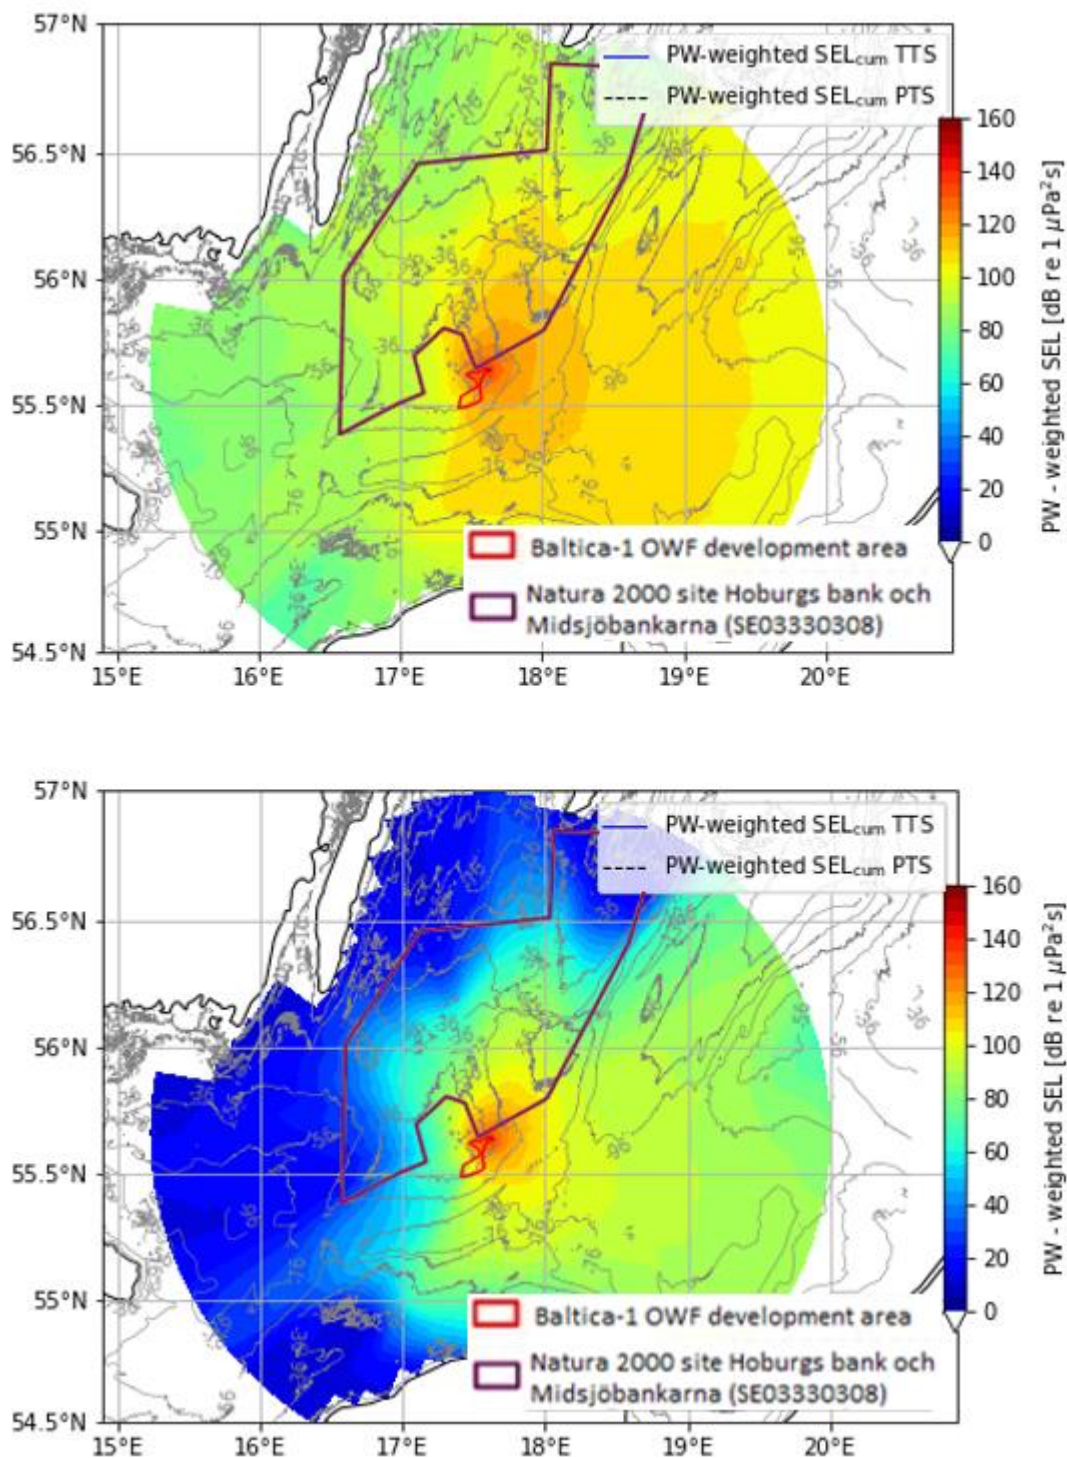 57°N
PW-weighted SELcum TTS
PW-weighted SELcum PTS
160
56.5°N
140
120
56°N
100
80
55.5°N
60
40
55°N
20
0
PW - weighted SEL [dB re 1 µPa²s]
Baltica-1 OWF development area
Natura 2000 site Hoburgs bank och
Midsjöbankarna (SE03330308)
54.5°N
15°E 16°E 17°E 18°E 19°E 20°E
57°N
PW-weighted SELcum TTS
PW-weighted SELcum PTS
160
56.5°N
140
120
56°N
100
80
55.5°N
60
40
55°N
20
0
PW - weighted SEL [dB re 1 µPa²s]
Baltica-1 OWF development area
Natura 2000 site Hoburgs bank och
Midsjöbankarna (SE03330308)
54.5°N
15°E 16°E 17°E 18°E 19°E 20°E